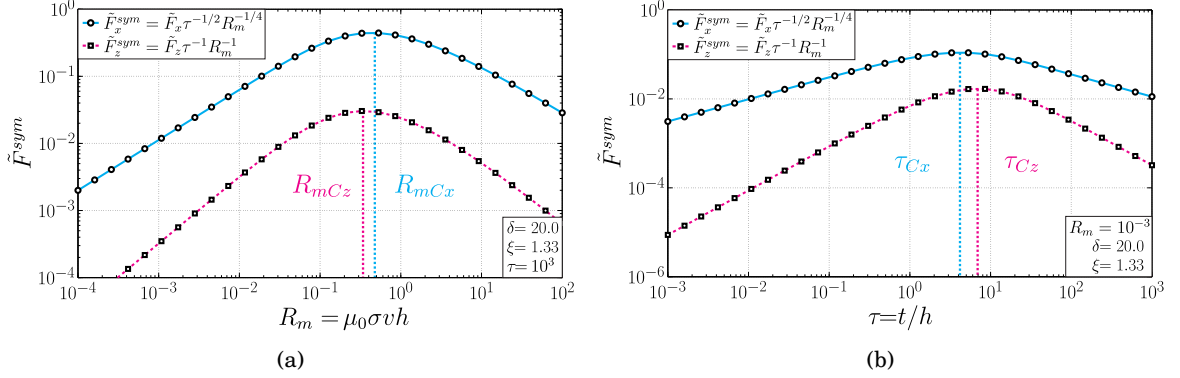 F̃_x^{sym} = F̃_x τ^{-1/2} R_m^{-1/4}
F̃_z^{sym} = F̃_z τ^{-1} R_m^{-1}
F̃^{sym}
10^0
10^{-1}
10^{-2}
10^{-3}
10^{-4}
R_{mCz}
R_{mCx}
δ= 20.0
ξ= 1.33
τ= 10^3
10^{-4} 10^{-3} 10^{-2} 10^{-1} 10^0 10^1 10^2
R_m = μ_0σvh
(a)
F̃_x^{sym} = F̃_x τ^{-1/2} R_m^{-1/4}
F̃_z^{sym} = F̃_z τ^{-1} R_m^{-1}
F̃^{sym}
10^0
10^{-2}
10^{-4}
10^{-6}
τ_{Cx}
τ_{Cz}
R_m = 10^{-3}
δ= 20.0
ξ= 1.33
10^{-3} 10^{-2} 10^{-1} 10^0 10^1 10^2 10^3
τ=t/h
(b)